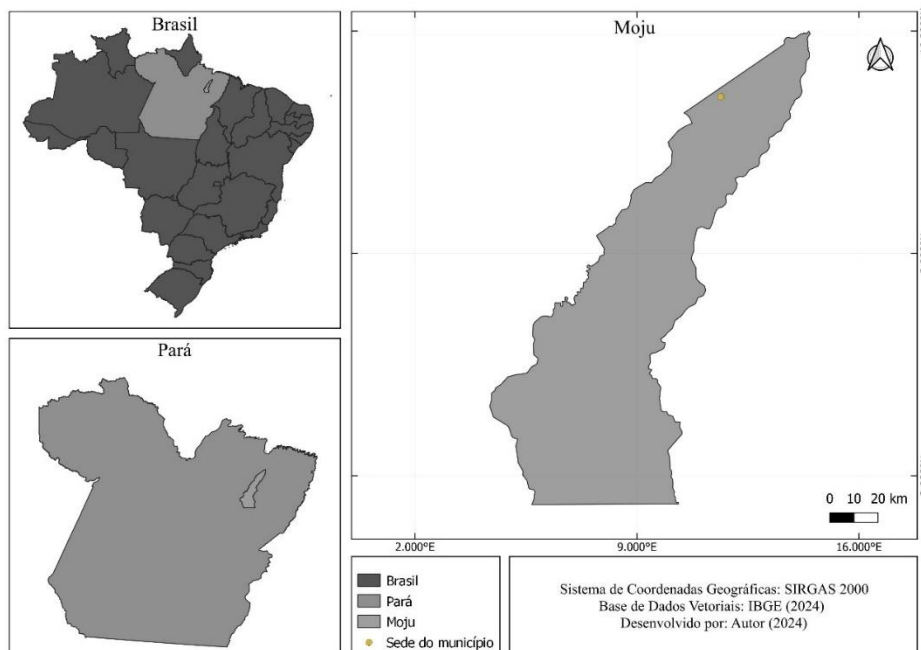 Brasil
Moju
Pará
0 10 20 km
2.000°E 9.000°E 16.000°E
Brasil
Pará
Moju
Sede do município
Sistema de Coordenadas Geográficas: SIRGAS 2000
Base de Dados Vetoriais: IBGE (2024)
Desenvolvido por: Autor (2024)